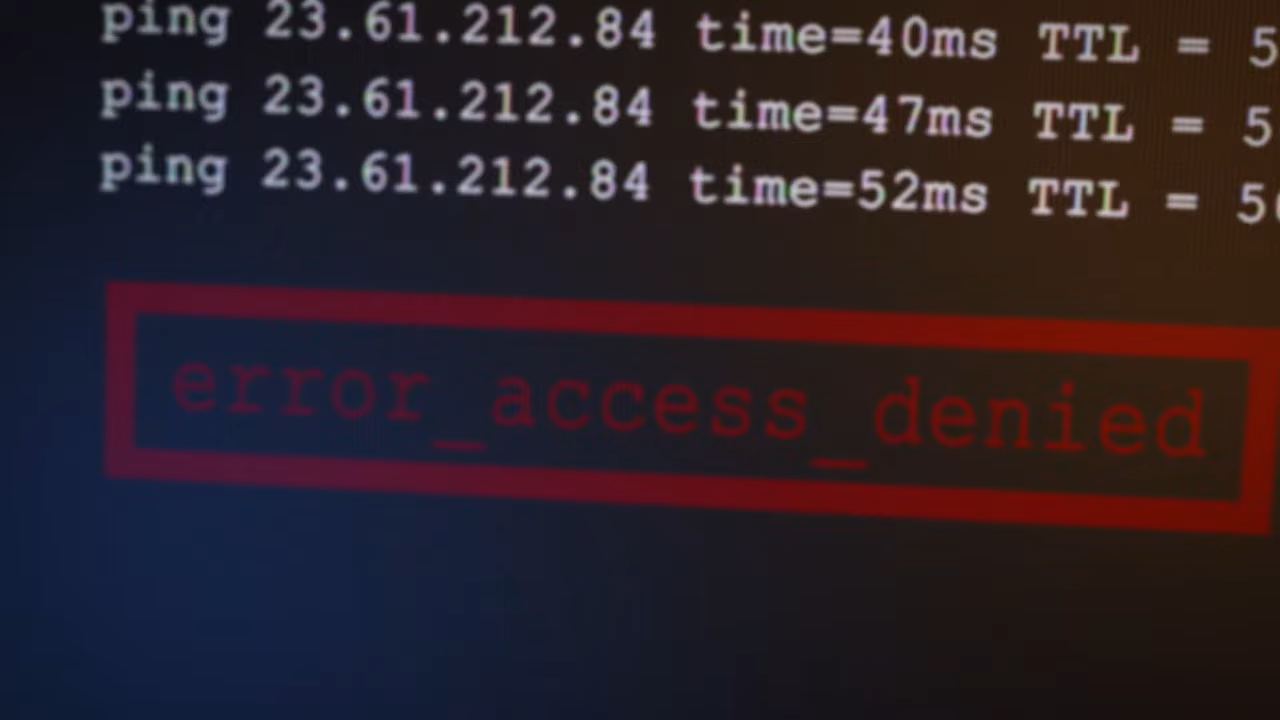 ping 23.61.212.84 time=40ms TTL = 5
ping 23.61.212.84 time=47ms TTL = 5
ping 23.61.212.84 time=52ms TTL = 5
error_access_denied